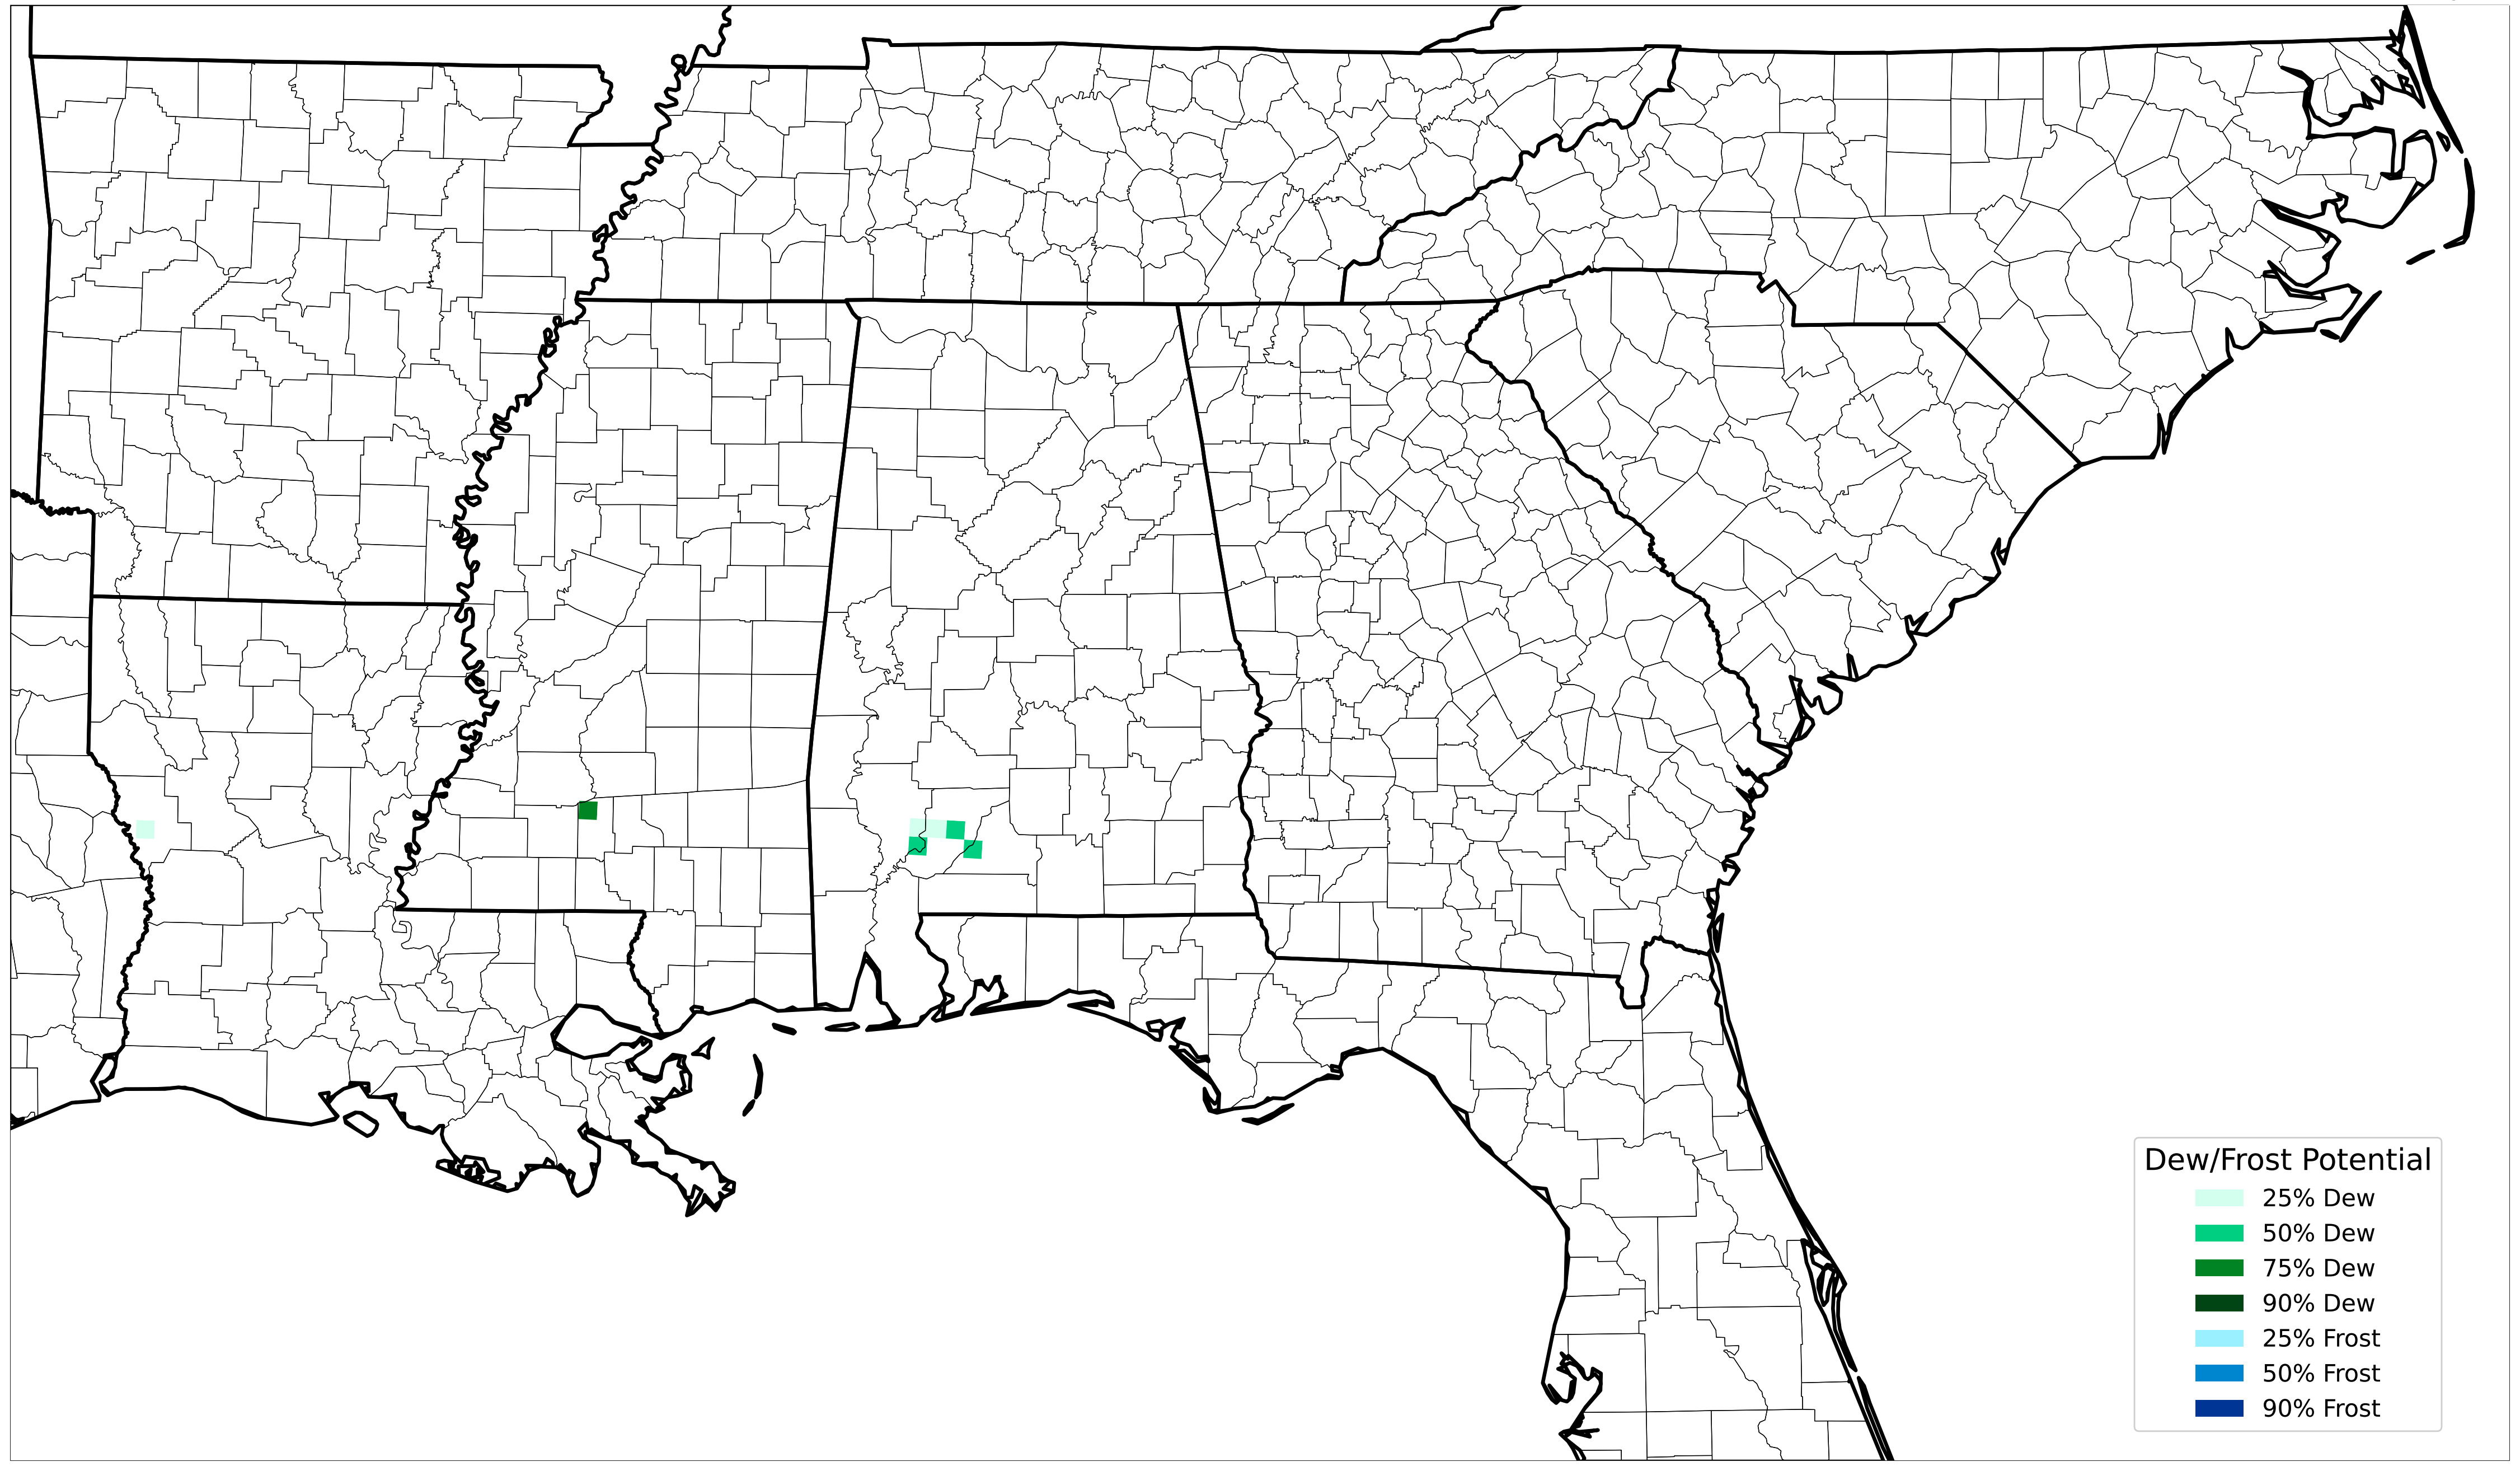 Dew/Frost Potential
25% Dew
50% Dew
75% Dew
90% Dew
25% Frost
50% Frost
90% Frost